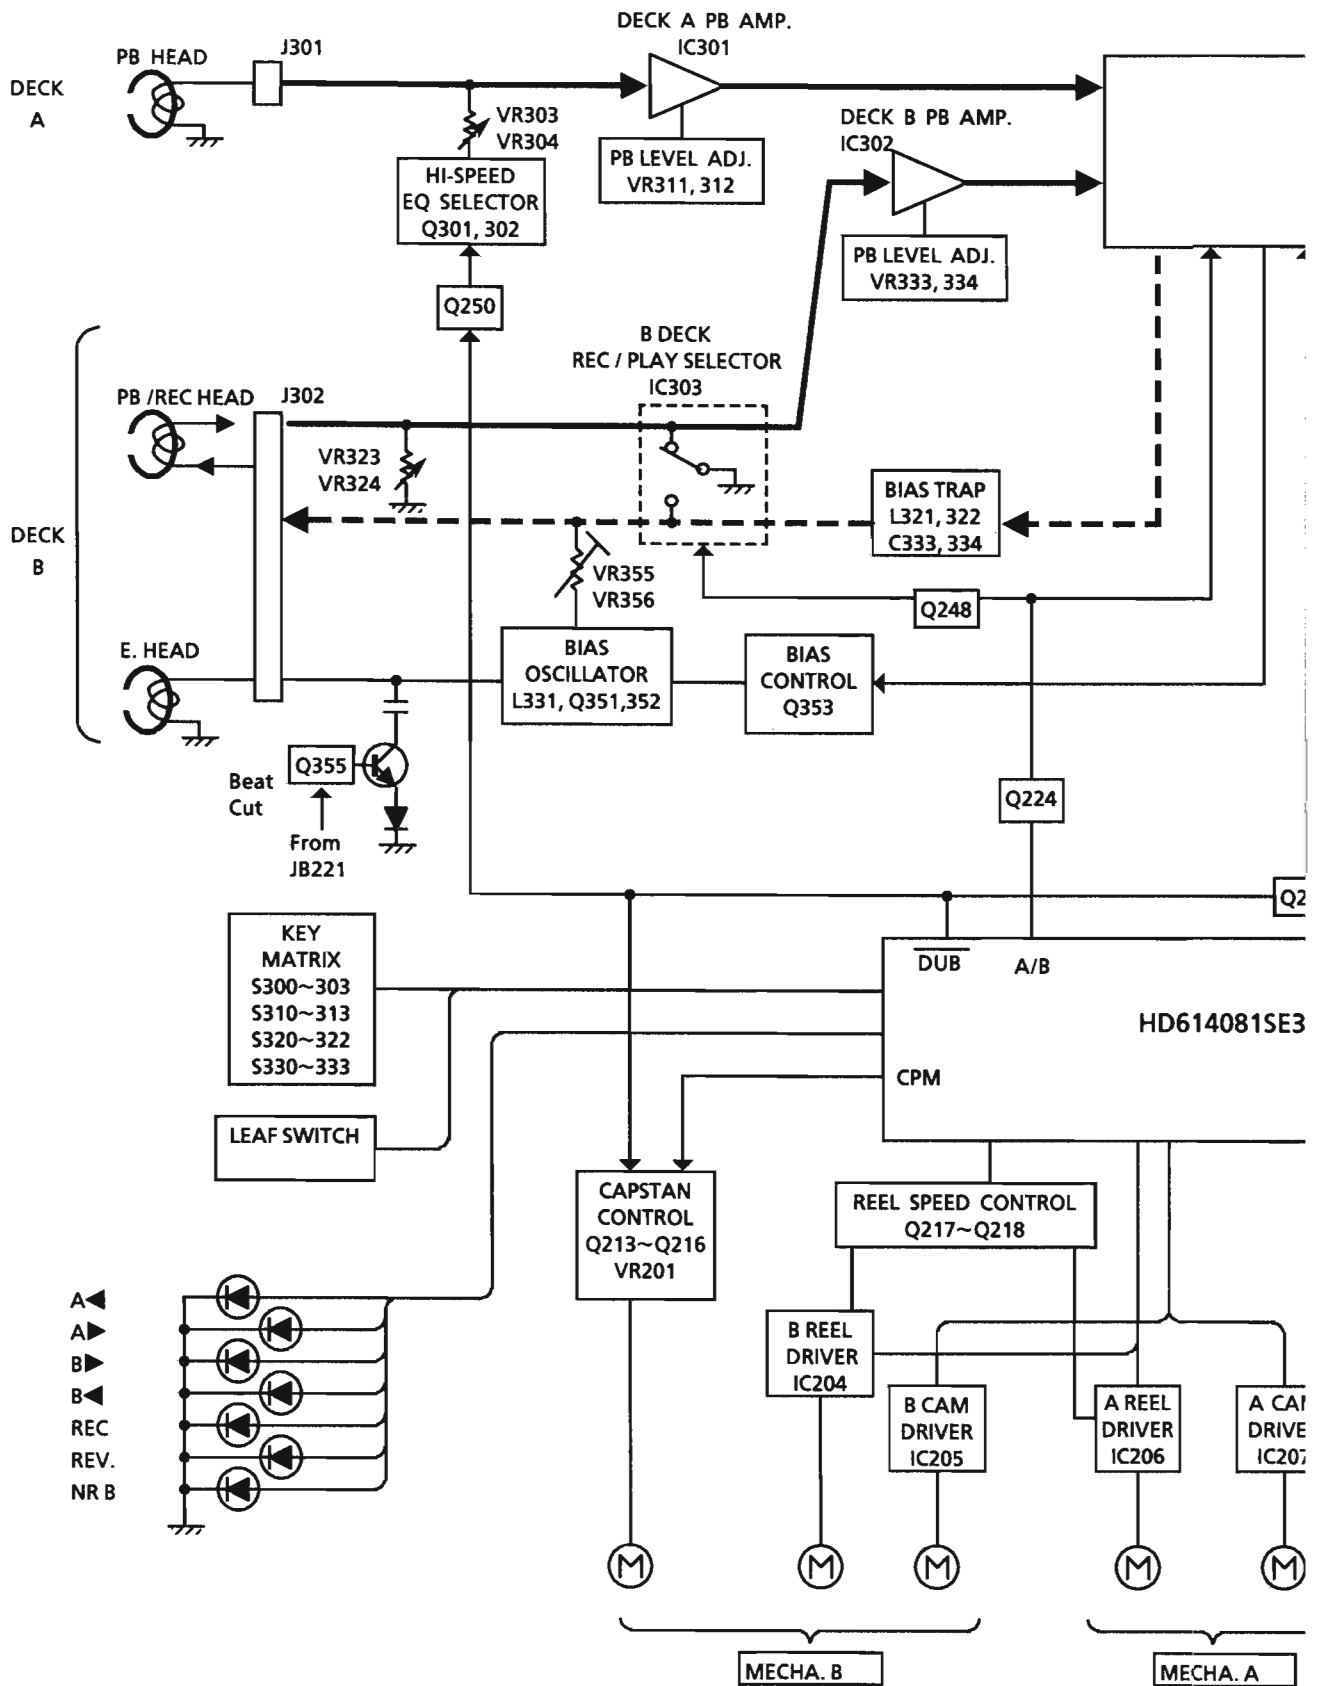 DECK A PB AMP.
IC301
PB HEAD
J301
DECK
A
VR303
VR304
DECK B PB AMP.
IC302
PB LEVEL ADJ.
VR311, 312
HI-SPEED
EQ SELECTOR
Q301, 302
PB LEVEL ADJ.
VR333, 334
Q250
B DECK
REC / PLAY SELECTOR
IC303
PB /REC HEAD
J302
VR323
VR324
BIAS TRAP
L321, 322
C333, 334
DECK
B
VR355
VR356
Q248
E. HEAD
BIAS
OSCILLATOR
L331, Q351,352
BIAS
CONTROL
Q353
Q355
Beat
Cut
From
JB221
Q224
Q2
KEY
MATRIX
S300~303
S310~313
S320~322
S330~333
DUB
A/B
HD614081SE3
CPM
LEAF SWITCH
CAPSTAN
CONTROL
Q213~Q216
VR201
REEL SPEED CONTROL
Q217~Q218
A◀
A▶
B▶
B◀
REC
REV.
NR B
B REEL
DRIVER
IC204
B CAM
DRIVER
IC205
A REEL
DRIVER
IC206
A CA
DRIVE
IC207
M
M
M
M
M
MECHA. B
MECHA. A